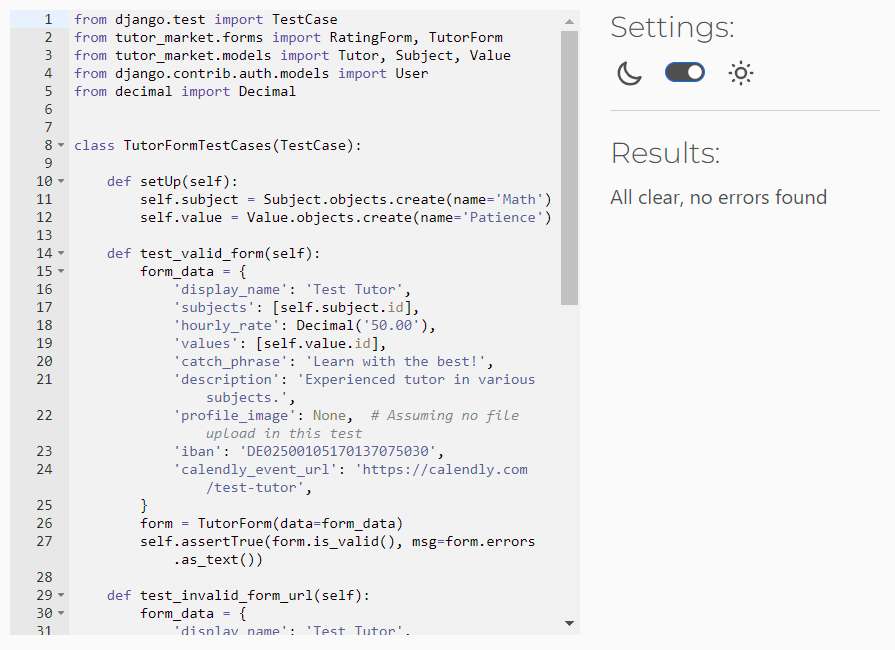 1 from django.test import TestCase
2 from tutor_market.forms import RatingForm, TutorForm
3 from tutor_market.models import Tutor, Subject, Value
4 from django.contrib.auth.models import User
5 from decimal import Decimal
6
7
8 class TutorFormTestCases(TestCase):
9
10 def setUp(self):
11 self.subject = Subject.objects.create(name='Math')
12 self.value = Value.objects.create(name='Patience')
13
14 def test_valid_form(self):
15 form_data = {
16 'display_name': 'Test Tutor',
17 'subjects': [self.subject.id],
18 'hourly_rate': Decimal('50.00'),
19 'values': [self.value.id],
20 'catch_phrase': 'Learn with the best!',
21 'description': 'Experienced tutor in various
subjects.',
22 'profile_image': None,  # Assuming no file
upload in this test
23 'iban': 'DE02500105170137075030',
24 'calendly_event_url': 'https://calendly.com
/test-tutor',
25 }
26 form = TutorForm(data=form_data)
27 self.assertTrue(form.is_valid(), msg=form.errors
.as_text())
28
29 def test_invalid_form_url(self):
30 form_data = {
31 'display_name': 'Test Tutor',
Settings:
Results:
All clear, no errors found